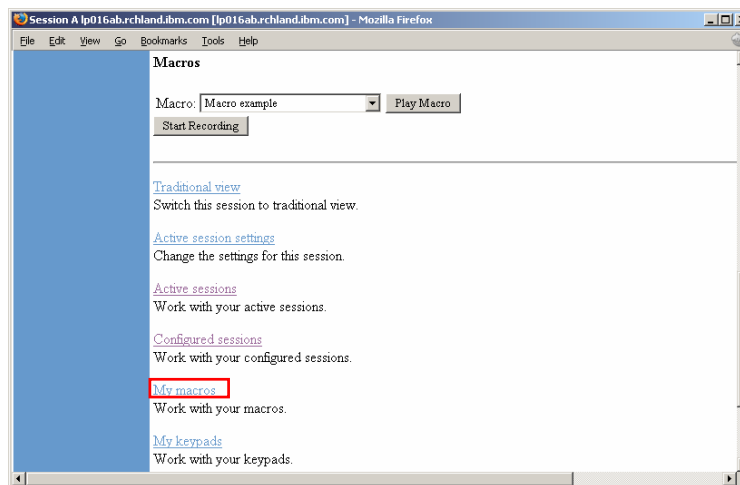 Session A lp016ab.rchland.ibm.com [lp016ab.rchland.ibm.com] - Mozilla Firefox
File Edit View Go Bookmarks Tools Help
Macros
Macro: Macro example Play Macro
Start Recording
Traditional view
Switch this session to traditional view.
Active session settings
Change the settings for this session.
Active sessions
Work with your active sessions.
Configured sessions
Work with your configured sessions.
My macros
Work with your macros.
My keypads
Work with your keypads.